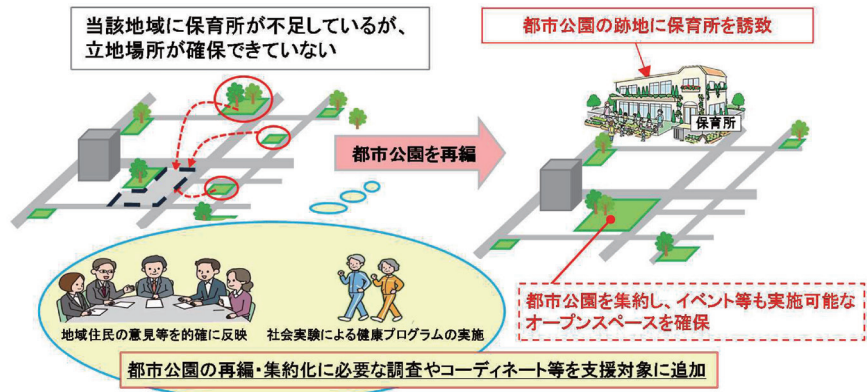 当該地域に保育所が不足しているが、
立地場所が確保できていない
都市公園の跡地に保育所を誘致
保育所
都市公園を再編
都市公園を集約し、イベント等も実施可能な
オープンスペースを確保
地域住民の意見等を的確に反映
社会実験による健康プログラムの実施
都市公園の再編・集約化に必要な調査やコーディネート等を支援対象に追加